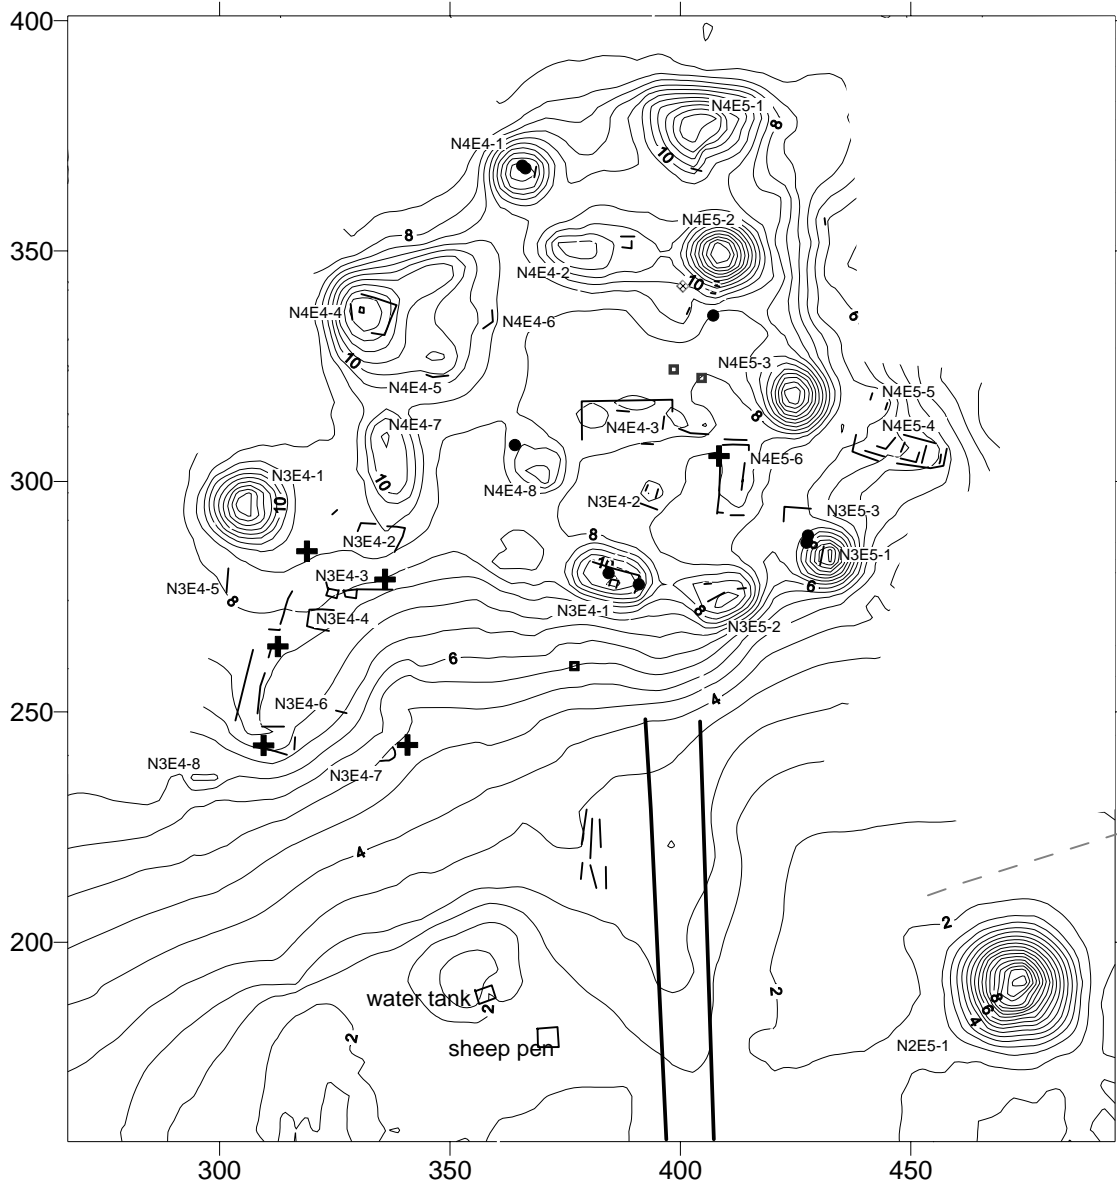 400
N4E5-1
8
N4E4-1
10
N4E5-2
8
350
N4E4-2
10
N4E4-4
N4E4-6
6
10
N4E5-3
N4E4-5
N4E5-5
8
N4E4-7
N4E4-3
N4E5-4
N4E5-6
300
N3E4-1
10
10
N4E4-8
N3E4-2
N3E5-3
8
N3E4-2
8
N3E5-1
10
N3E4-3
N3E4-5
6
8
N3E4-1
8
N3E4-4
N3E5-2
6
4
N3E4-6
250
N3E4-8
N3E4-7
4
2
200
water tank
2
2
8
6
4
2
sheep pen
N2E5-1
300
350
400
450